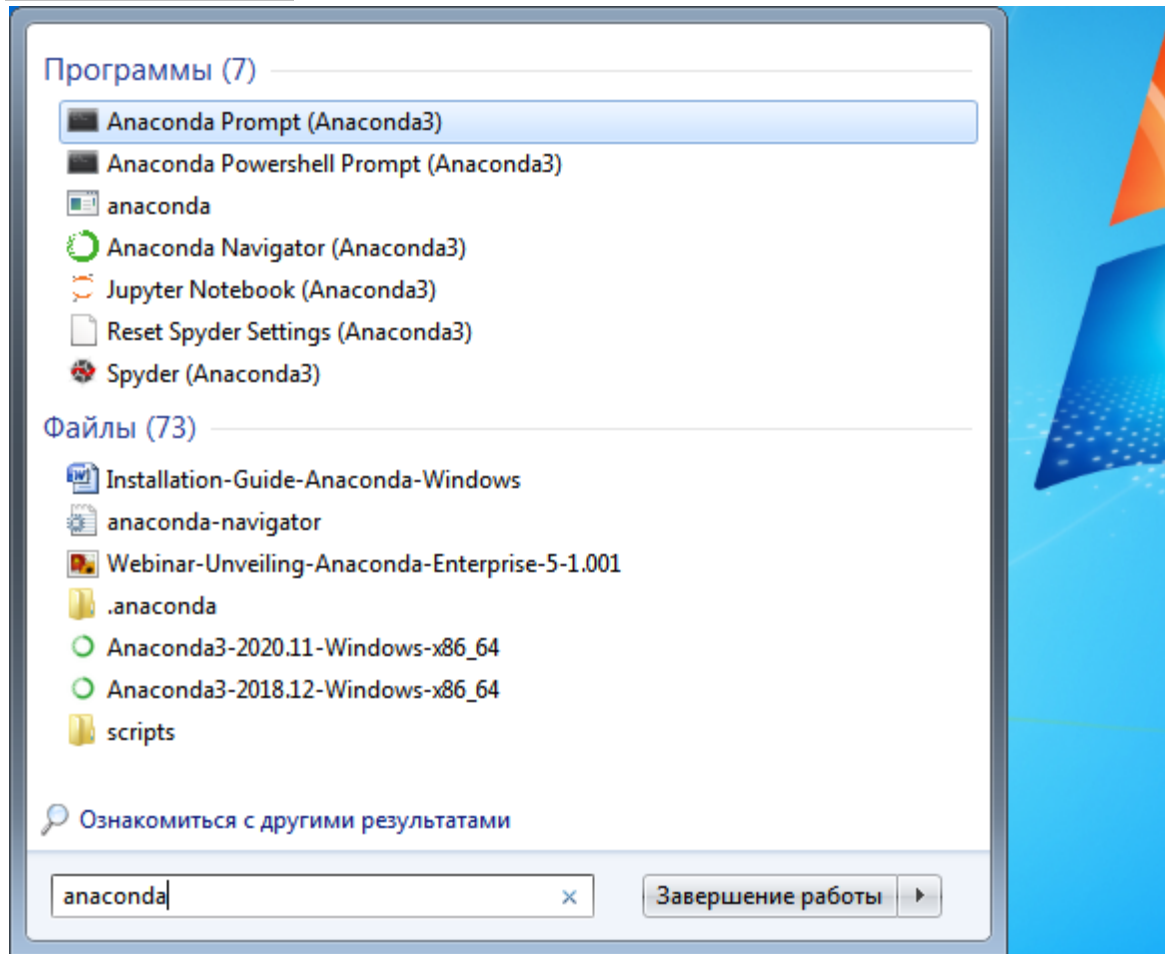 Программы (7)
Anaconda Prompt (Anaconda3)
Anaconda Powershell Prompt (Anaconda3)
anaconda
Anaconda Navigator (Anaconda3)
Jupyter Notebook (Anaconda3)
Reset Spyder Settings (Anaconda3)
Spyder (Anaconda3)
Файлы (73)
Installation-Guide-Anaconda-Windows
anaconda-navigator
Webinar-Unveiling-Anaconda-Enterprise-5-1.001
.anaconda
Anaconda3-2020.11-Windows-x86_64
Anaconda3-2018.12-Windows-x86_64
scripts
Ознакомиться с другими результатами
anaconda
Завершение работы